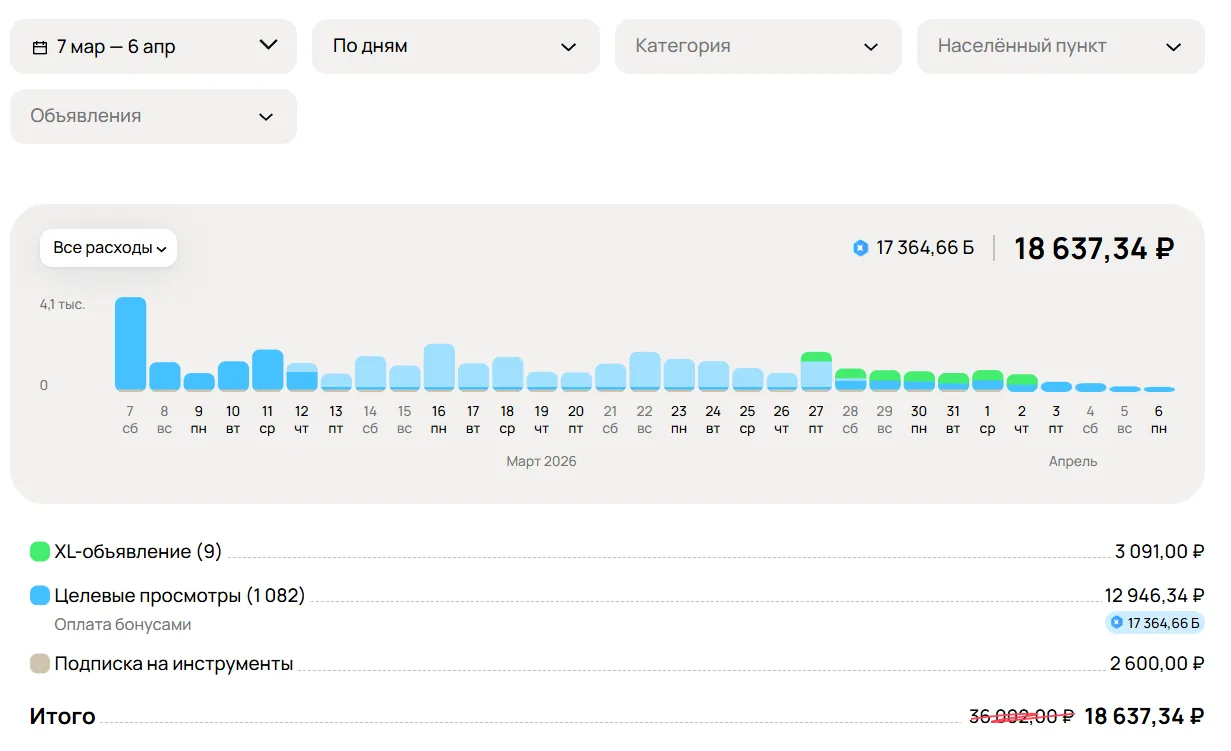 7 мар — 6 апр
По дням
Категория
Населённый пункт
Объявления
Все расходы
17 364,66 Б
18 637,34 ₽
4,1 тыс.
0
7 8 9 10 11 12 13 14 15 16 17 18 19 20 21 22 23 24 25 26 27 28 29 30 31 1 2 3 4 5 6
сб вс пн вт ср чт пт сб вс пн вт ср чт пт сб вс пн вт ср чт пт сб вс пн вт ср чт пт сб вс пн
Март 2026 Апрель
XL-объявление (9) 3 091,00 ₽
Целевые просмотры (1 082) 12 946,34 ₽
Оплата бонусами 17 364,66 Б
Подписка на инструменты 2 600,00 ₽
Итого 36 002,00 ₽ 18 637,34 ₽